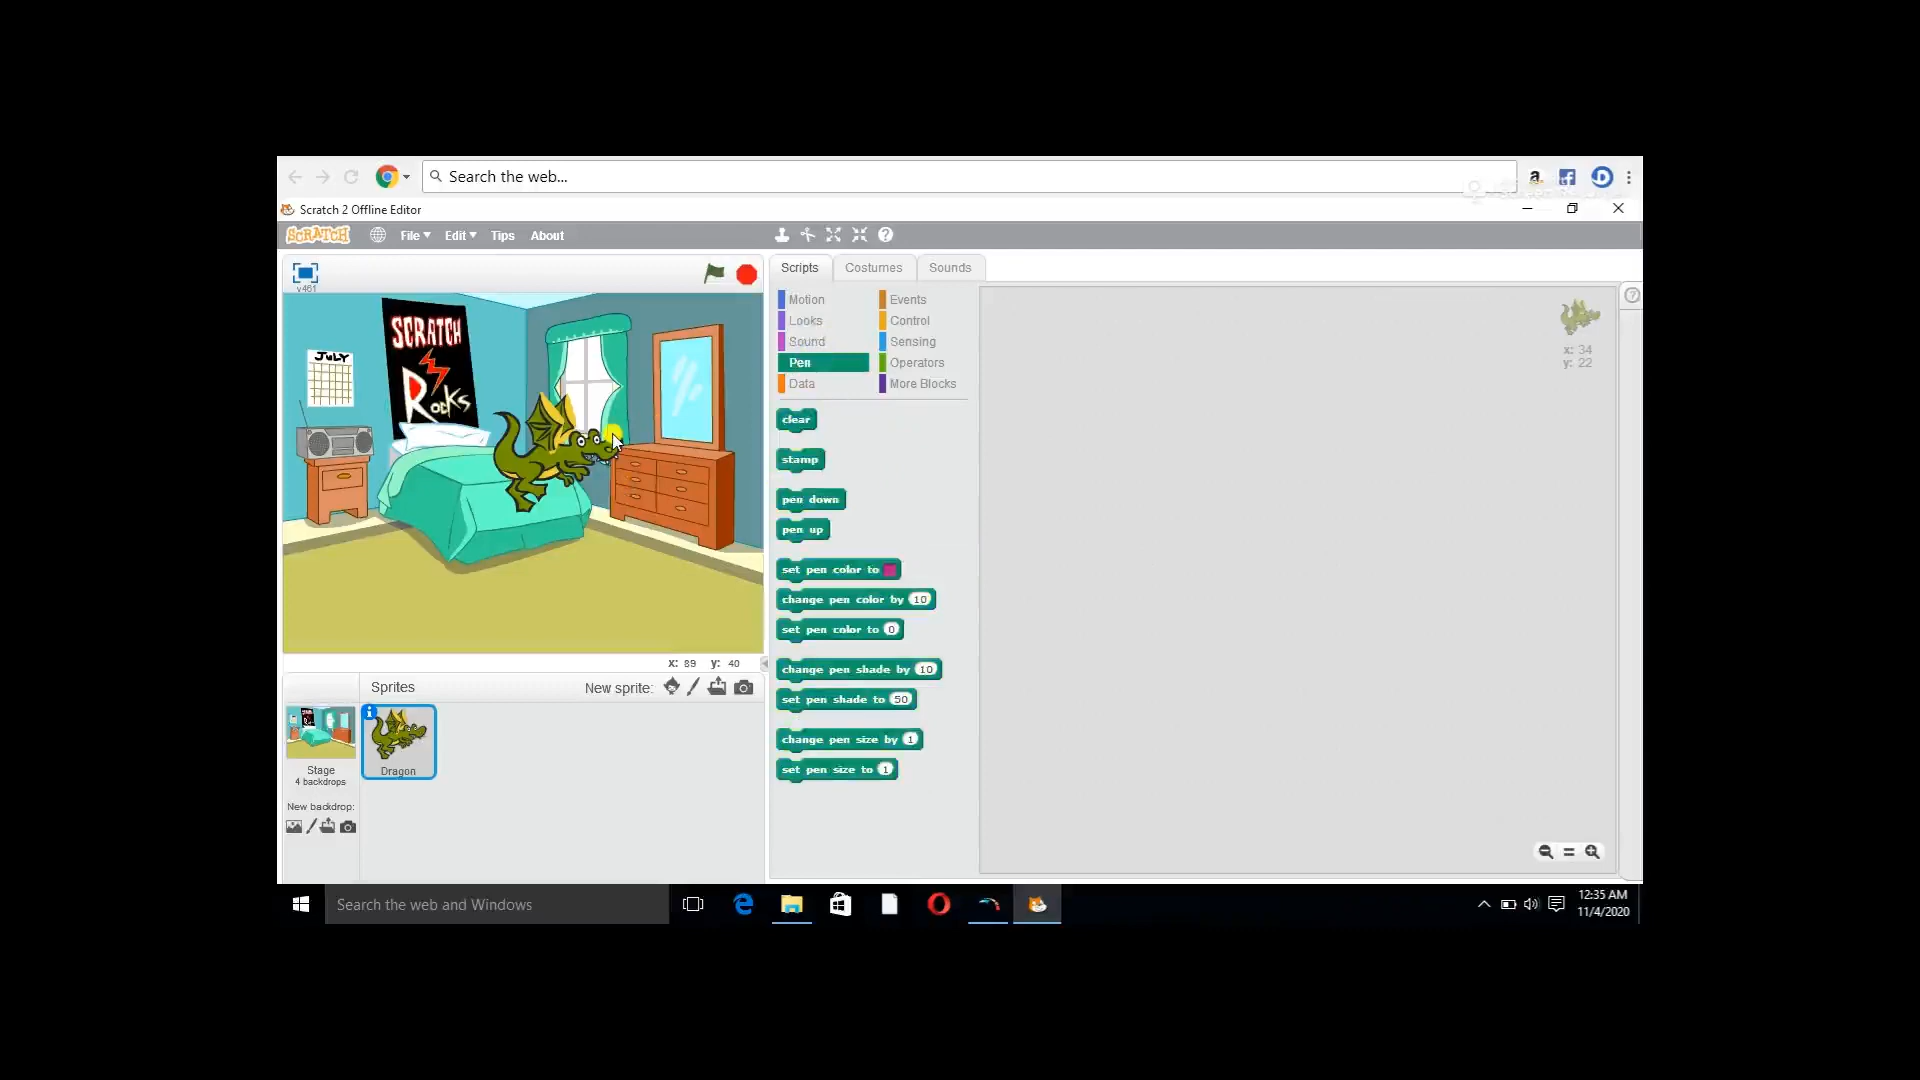 Search the web...
Scratch 2 Offline Editor
SCRATCH File Edit Tips About
v461
Scripts Costumes Sounds
Motion Events
Looks Control
Sound Sensing
Pen Operators
Data More Blocks
x: 34
y: 22
JULY
SCRATCH
ROCKS
clear
stamp
pen down
pen up
set pen color to
change pen color by 10
set pen color to 0
change pen shade by 10
set pen shade to 50
change pen size by 1
set pen size to 1
x: 89 y: 40
Sprites New sprite:
Stage
4 backdrops
Dragon
New backdrop:
Search the web and Windows
12:35 AM
11/4/2020